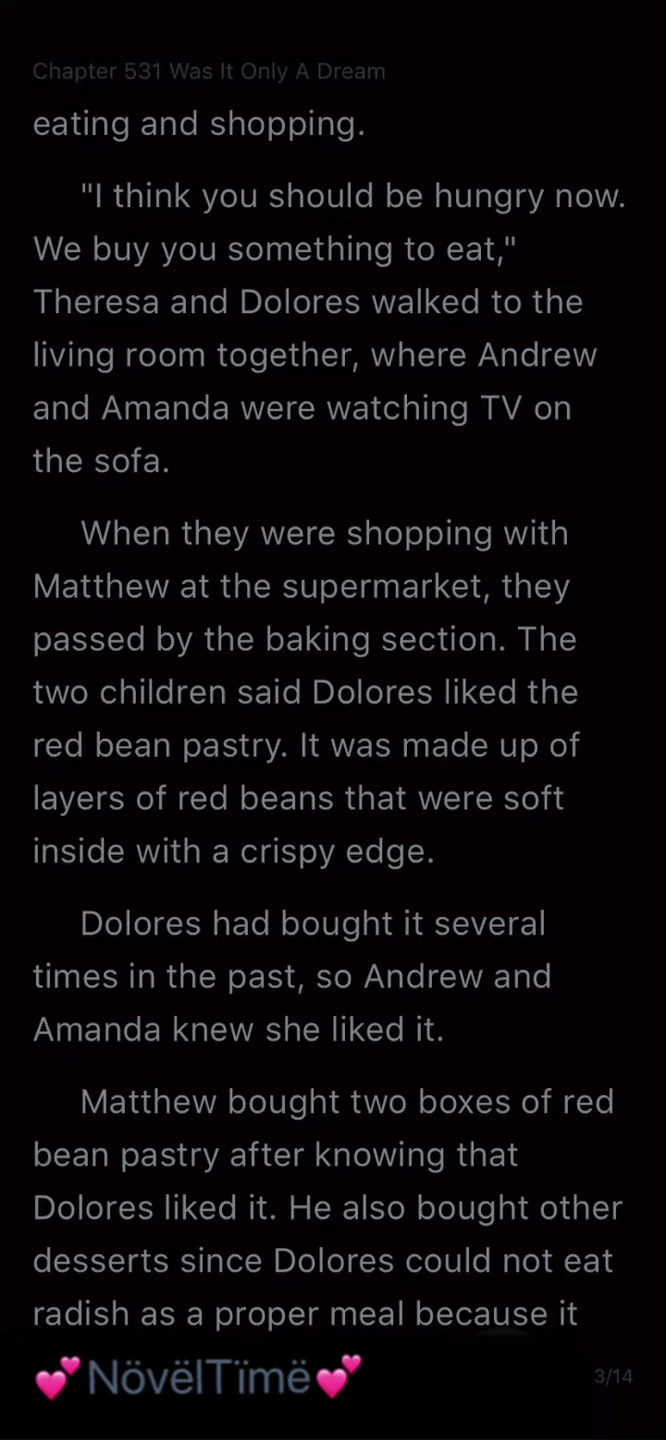 Chapter 531 Was It Only A Dream
eating and shopping.
"I think you should be hungry now.
We buy you something to eat,"
Theresa and Dolores walked to the
living room together, where Andrew
and Amanda were watching TV on
the sofa.
When they were shopping with
Matthew at the supermarket, they
passed by the baking section. The
two children said Dolores liked the
red bean pastry. It was made up of
layers of red beans that were soft
inside with a crispy edge.
Dolores had bought it several
times in the past, so Andrew and
Amanda knew she liked it.
Matthew bought two boxes of red
bean pastry after knowing that
Dolores liked it. He also bought other
desserts since Dolores could not eat
radish as a proper meal because it
💕NövëlTïmë💕
3/14